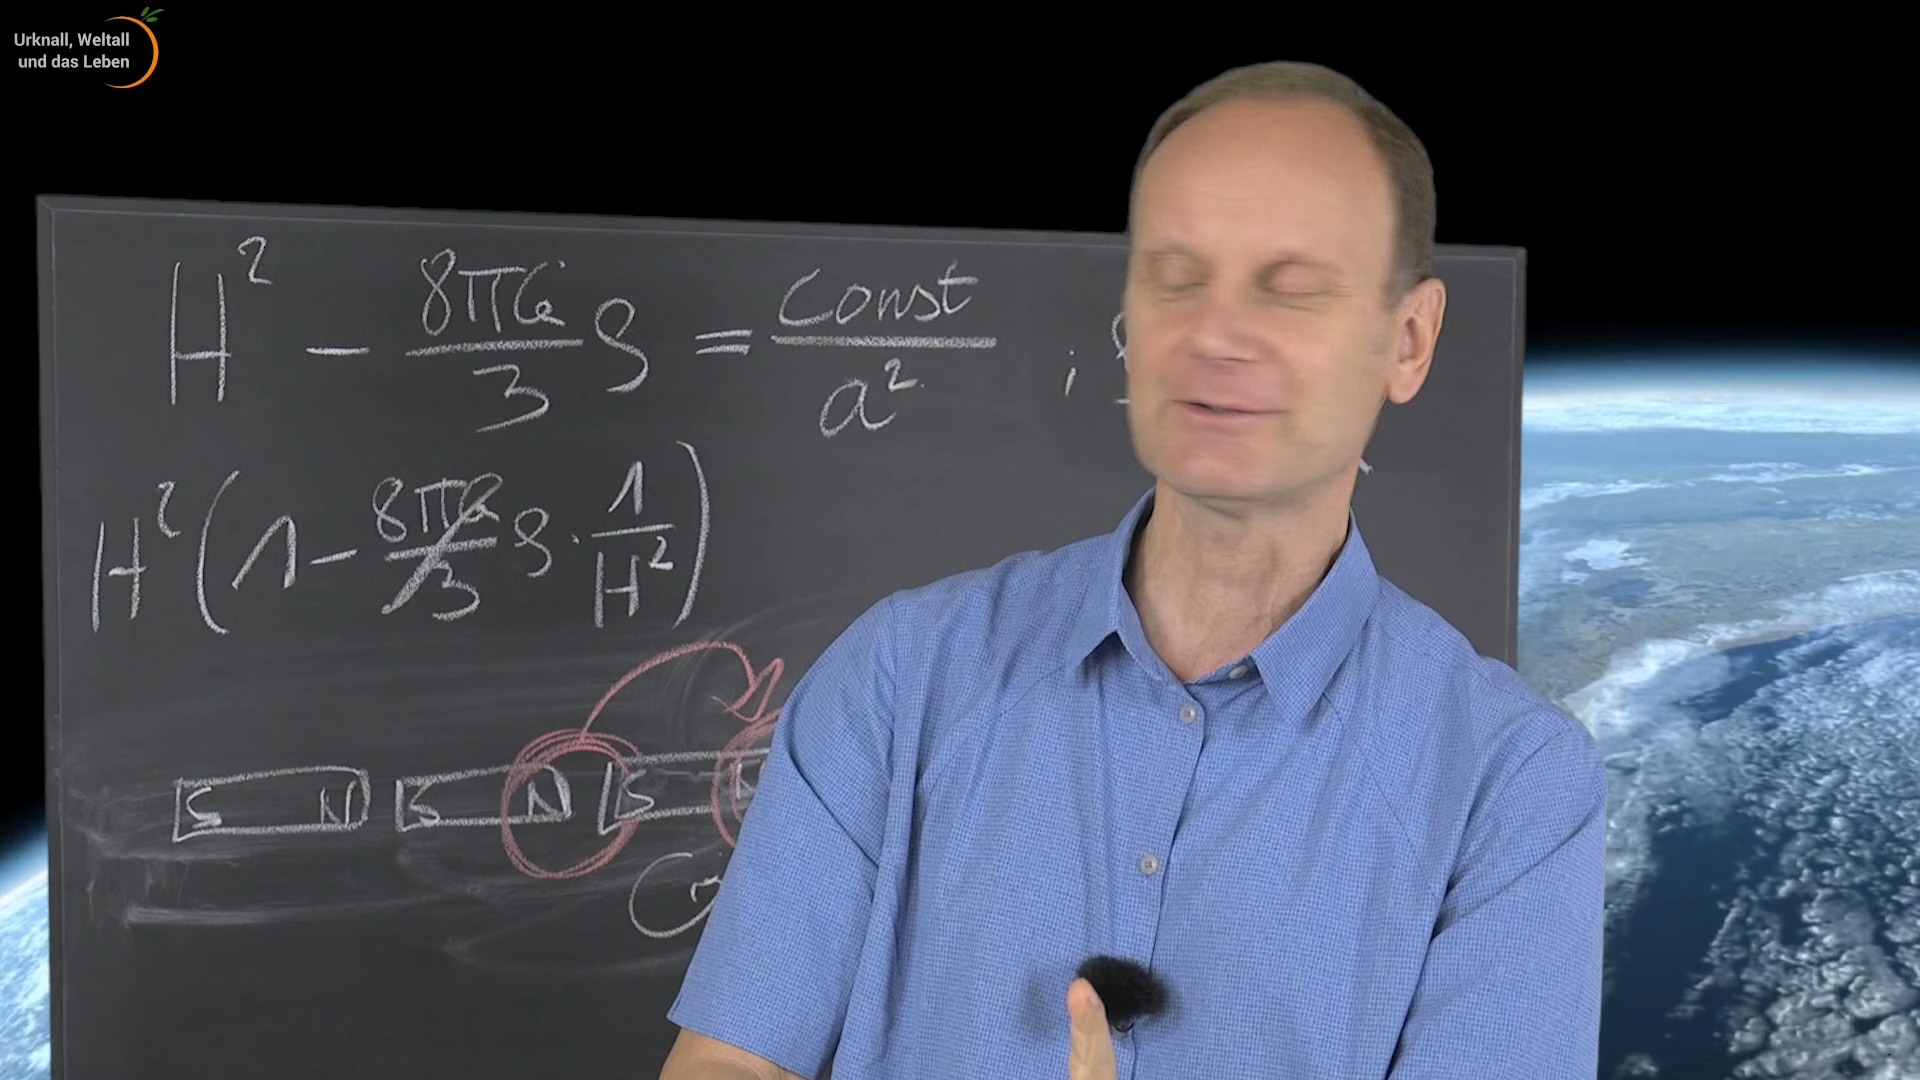 Urknall, Weltall
und das Leben
H² - 8πG/3 ρ = const/a² ;
H² (1 - 8πG/3 ρ · 1/H²)
S N S N S